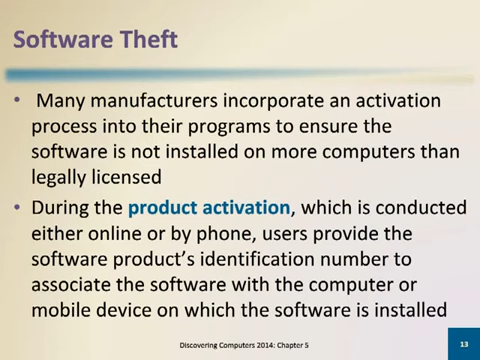 Software Theft
• Many manufacturers incorporate an activation
process into their programs to ensure the
software is not installed on more computers than
legally licensed
• During the product activation, which is conducted
either online or by phone, users provide the
software product’s identification number to
associate the software with the computer or
mobile device on which the software is installed
Discovering Computers 2014: Chapter 5
13